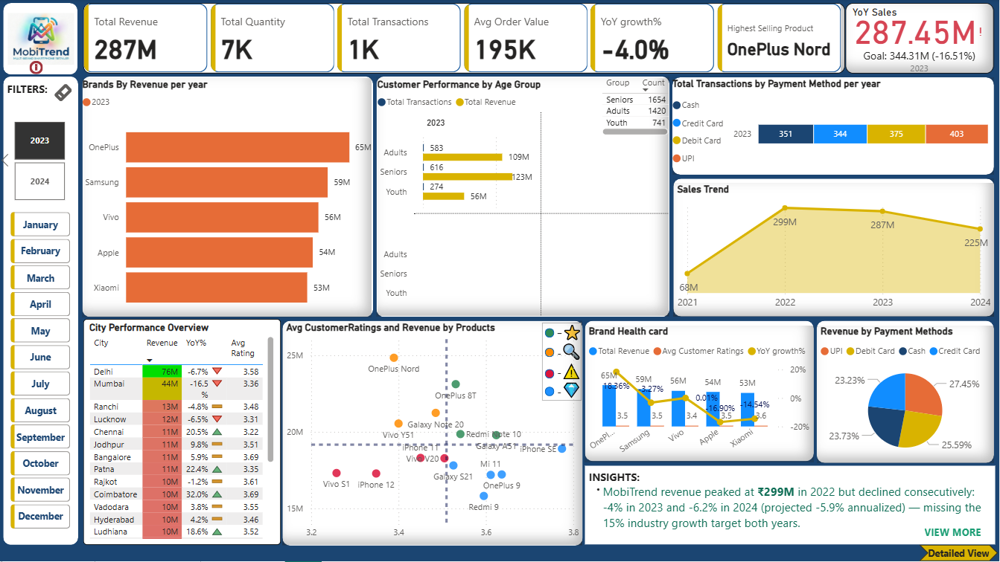 MobiTrend
Total Revenue
287M
Total Quantity
7K
Total Transactions
1K
Avg Order Value
195K
YoY growth%
-4.0%
Highest Selling Product
OnePlus Nord
YoY Sales
287.45M!
Goal: 344.31M (-16.51%)
2023
FILTERS:
2023
2024
January
February
March
April
May
June
July
August
September
October
November
December
Brands By Revenue per year
2023
OnePlus 65M
Samsung 59M
Vivo 56M
Apple 54M
Xiaomi 53M
Customer Performance by Age Group
Total Transactions Total Revenue
Group Count
Seniors 1654
Adults 1420
Youth 741
2023
Adults 583 109M
Seniors 616 123M
Youth 274 56M
Adults
Seniors
Youth
Total Transactions by Payment Method per year
Cash
Credit Card
Debit Card
UPI
2023 351 344 375 403
Sales Trend
68M 299M 287M 225M
2021 2022 2023 2024
City Performance Overview
City Revenue YoY% Avg Rating
Delhi 76M -6.7% 3.58
Mumbai 44M -16.5 % 3.36
Ranchi 13M -4.8% 3.48
Lucknow 12M -6.5% 3.31
Chennai 11M 20.5% 3.22
Jodhpur 11M 9.8% 3.51
Bangalore 11M 5.9% 3.69
Patna 11M 22.4% 3.35
Rajkot 10M -1.2% 3.61
Coimbatore 10M 32.0% 3.69
Vadodara 10M 3.8% 3.55
Hyderabad 10M 4.2% 3.46
Ludhiana 10M 18.6% 3.52
Avg CustomerRatings and Revenue by Products
25M
20M
15M
OnePlus Nord
OnePlus 8T
Galaxy Note 20
Vivo Y51
Redmi Note 10
Galaxy A51
iPhone SE
iPhone 11
Vivo V20
Galaxy S21
Mi 11
OnePlus 9
Vivo S1
iPhone 12
Redmi 9
3.2 3.4 3.6 3.8
Brand Health card
Total Revenue Avg Customer Ratings YoY growth%
65M 59M 56M 54M 53M
18.36% -3.27% 0.01% -16.90% -14.54%
3.5 3.5 3.4 3.5 3.6
20%
0%
-20%
OnePl... Samsung Vivo Apple Xiaomi
Revenue by Payment Methods
UPI Debit Card Cash Credit Card
23.23% 27.45%
23.73% 25.59%
INSIGHTS:
• MobiTrend revenue peaked at ₹299M in 2022 but declined consecutively:
-4% in 2023 and -6.2% in 2024 (projected -5.9% annualized) — missing the
15% industry growth target both years.
VIEW MORE
Detailed View